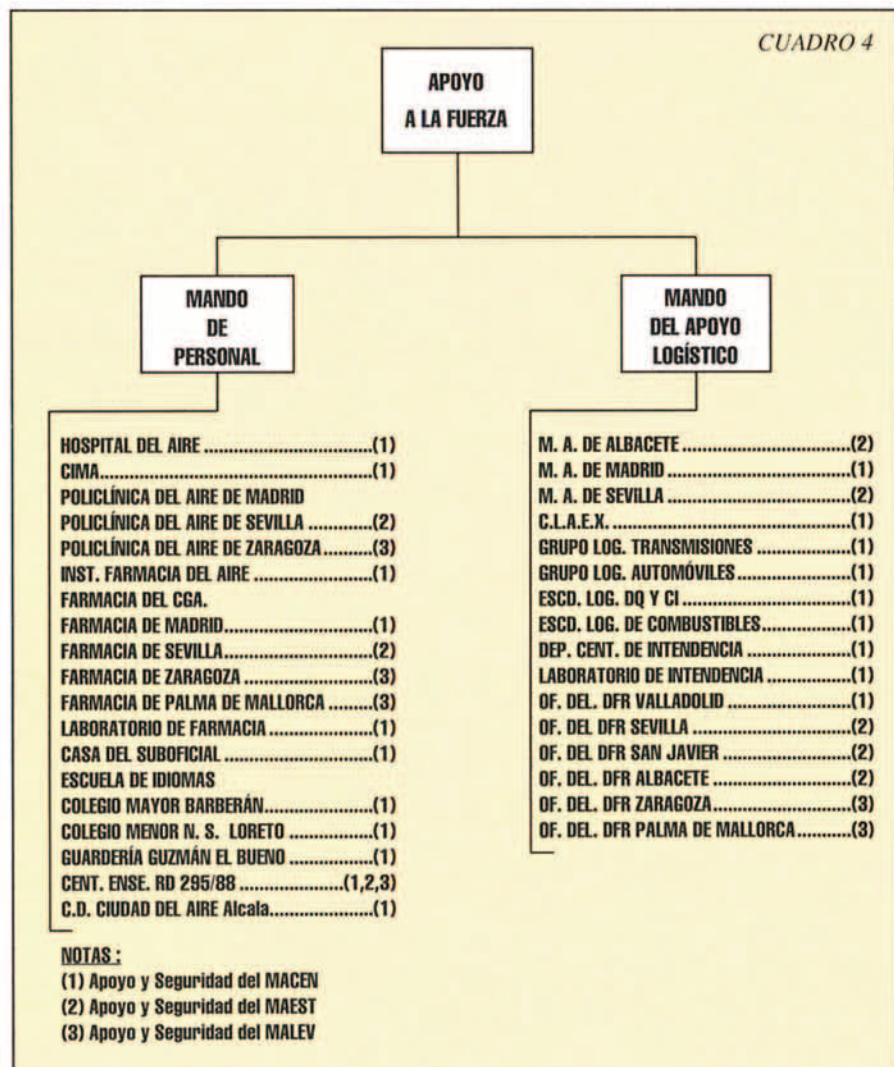 CUADRO 4
APOYO
A LA FUERZA
MANDO
DE
PERSONAL
HOSPITAL DEL AIRE ..................................(1)
CIMA.......................................................(1)
POLICLÍNICA DEL AIRE DE MADRID
POLICLÍNICA DEL AIRE DE SEVILLA .............(2)
POLICLÍNICA DEL AIRE DE ZARAGOZA..........(3)
INST. FARMACIA DEL AIRE ........................(1)
FARMACIA DEL CGA.
FARMACIA DE MADRID..............................(1)
FARMACIA DE SEVILLA..............................(2)
FARMACIA DE ZARAGOZA .........................(3)
FARMACIA DE PALMA DE MALLORCA .........(3)
LABORATORIO DE FARMACIA ....................(1)
CASA DEL SUBOFICIAL .............................(1)
ESCUELA DE IDIOMAS
COLEGIO MAYOR BARBERÁN.....................(1)
COLEGIO MENOR N. S. LORETO .................(1)
GUARDERÍA GUZMÁN EL BUENO ................(1)
CENT. ENSE. RD 295/88 .....................(1,2,3)
C.D. CIUDAD DEL AIRE Alcala.....................(1)
NOTAS :
(1) Apoyo y Seguridad del MACEN
(2) Apoyo y Seguridad del MAEST
(3) Apoyo y Seguridad del MALEV
MANDO
DEL APOYO
LOGÍSTICO
M. A. DE ALBACETE ..................................(2)
M. A. DE MADRID .....................................(1)
M. A. DE SEVILLA .....................................(2)
C.L.A.E.X. ................................................(1)
GRUPO LOG. TRANSMISIONES ...................(1)
GRUPO LOG. AUTOMÓVILES.......................(1)
ESCD. LOG. DQ Y CI ..................................(1)
ESCD. LOG. DE COMBUSTIBLES..................(1)
DEP. CENT. DE INTENDENCIA .....................(1)
LABORATORIO DE INTENDENCIA ................(1)
OF. DEL. DFR VALLADOLID ........................(1)
OF. DEL DFR SEVILLA ................................(2)
OF. DEL DFR SAN JAVIER ..........................(2)
OF. DEL. DFR ALBACETE ...........................(2)
OF. DEL. DFR ZARAGOZA...........................(3)
OF. DEL. DFR PALMA DE MALLORCA...........(3)